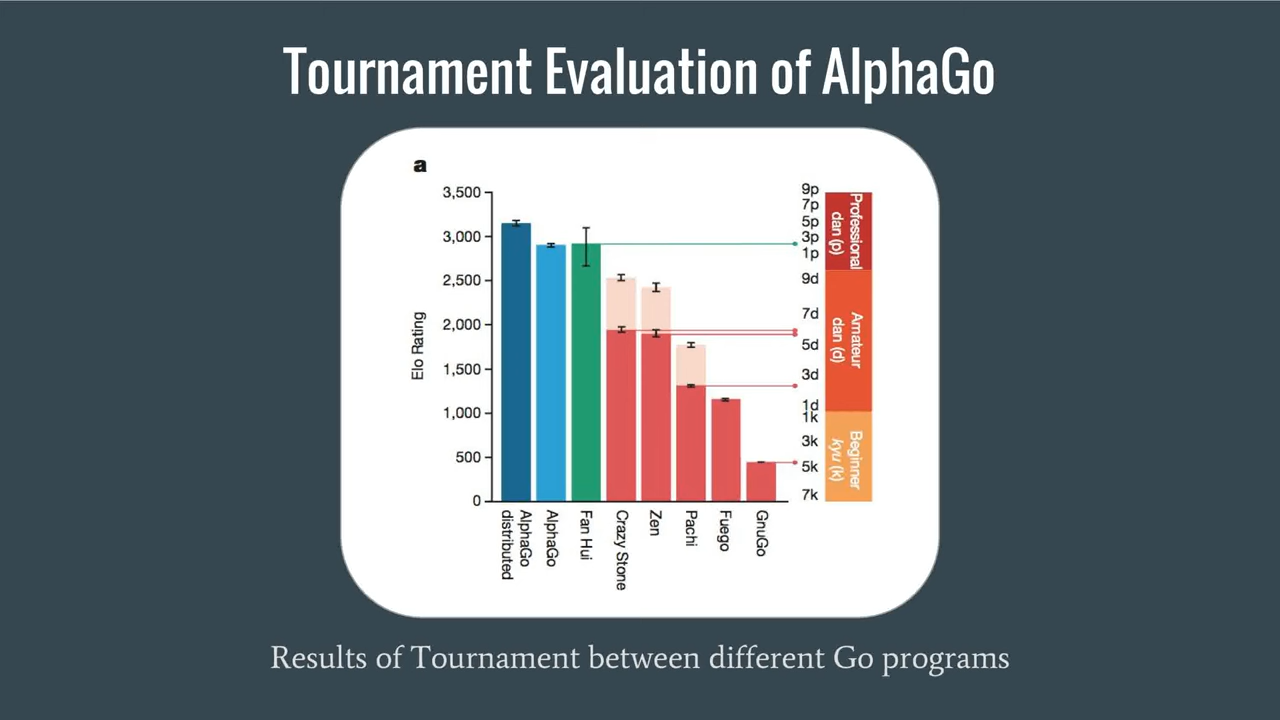 Tournament Evaluation of AlphaGo
a
3,500
3,000
2,500
2,000
1,500
1,000
500
0
Elo Rating
AlphaGo
distributed
AlphaGo
Fan Hui
Crazy Stone
Zen
Pachi
Fuego
GnuGo
9p
7p
5p
3p
1p
9d
7d
5d
3d
1d
1k
3k
5k
7k
Professional
dan (p)
Amateur
dan (d)
Beginner
kyu (k)
Results of Tournament between different Go programs